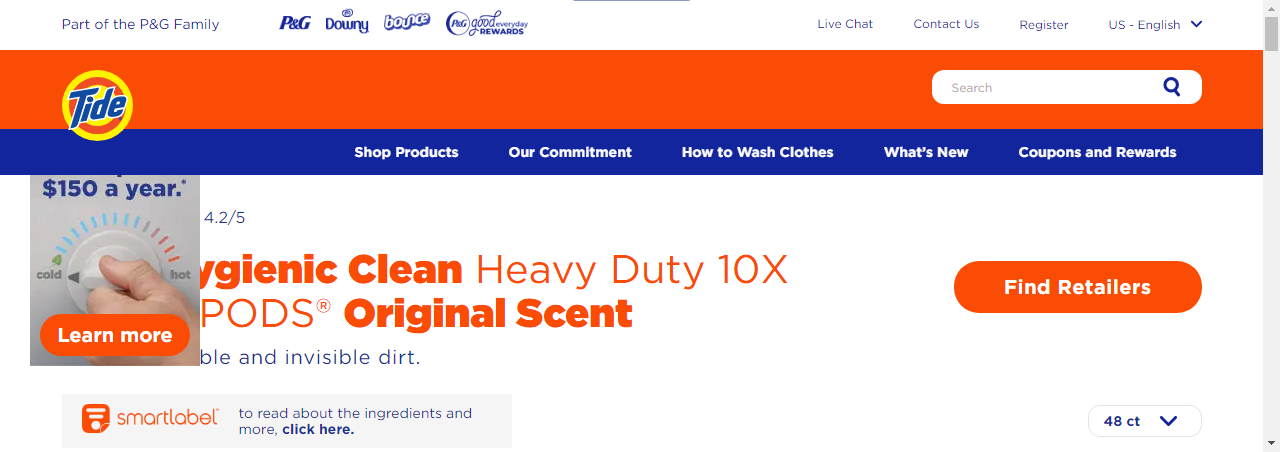 Part of the P&G Family
P&G
Downy
bounce
P&G good everyday REWARDS
Live Chat
Contact Us
Register
US - English
Tide
Search
Shop Products
Our Commitment
How to Wash Clothes
What's New
Coupons and Rewards
$150 a year.*
4.2/5
cold
hot
ygienic Clean Heavy Duty 10X
PODS® Original Scent
Find Retailers
Learn more
ble and invisible dirt.
smartlabel™
to read about the ingredients and
more, click here.
48 ct